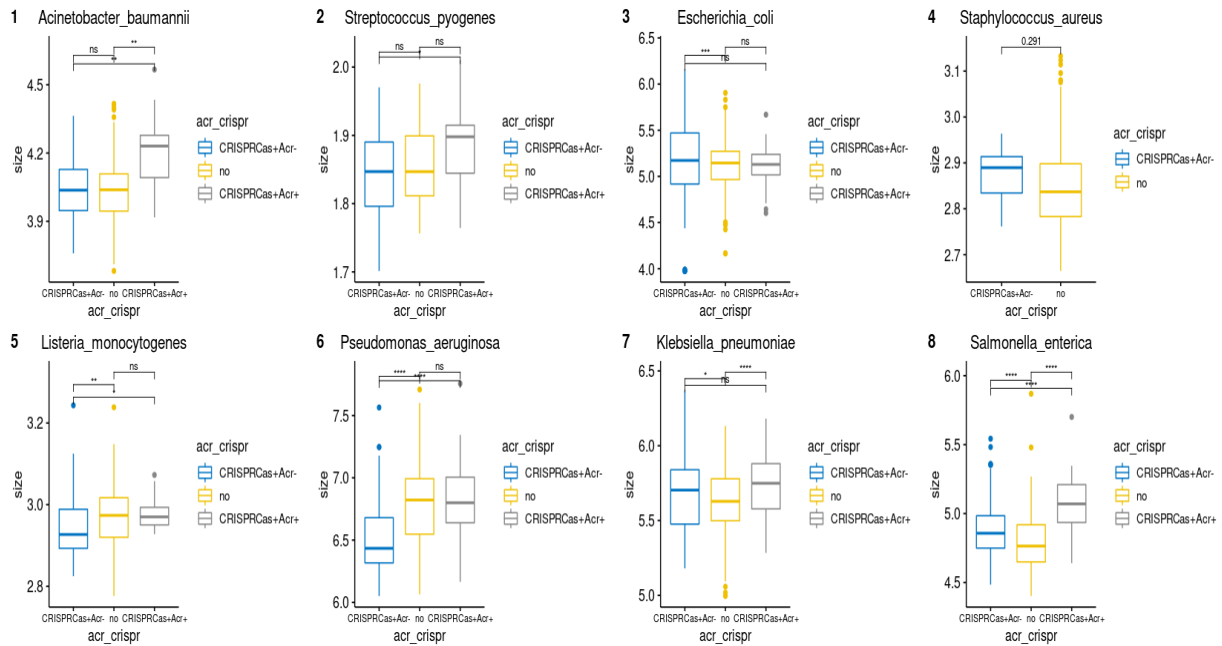 1 Acinetobacter_baumannii
ns
**
**
4.5
4.2
3.9
size
CRISPRCas+Acr- no CRISPRCas+Acr+
acr_crispr
acr_crispr
CRISPRCas+Acr-
no
CRISPRCas+Acr+
2 Streptococcus_pyogenes
ns
ns
*
2.0
1.9
1.8
1.7
size
CRISPRCas+Acr- no CRISPRCas+Acr+
acr_crispr
acr_crispr
CRISPRCas+Acr-
no
CRISPRCas+Acr+
3 Escherichia_coli
ns
***
ns
6.5
6.0
5.5
5.0
4.5
4.0
size
CRISPRCas+Acr- no CRISPRCas+Acr+
acr_crispr
acr_crispr
CRISPRCas+Acr-
no
CRISPRCas+Acr+
4 Staphylococcus_aureus
0.291
3.1
3.0
2.9
2.8
2.7
size
CRISPRCas+Acr- no
acr_crispr
acr_crispr
CRISPRCas+Acr-
no
5 Listeria_monocytogenes
ns
**
*
3.2
3.0
2.8
size
CRISPRCas+Acr- no CRISPRCas+Acr+
acr_crispr
acr_crispr
CRISPRCas+Acr-
no
CRISPRCas+Acr+
6 Pseudomonas_aeruginosa
ns
****
****
7.5
7.0
6.5
6.0
size
CRISPRCas+Acr- no CRISPRCas+Acr+
acr_crispr
acr_crispr
CRISPRCas+Acr-
no
CRISPRCas+Acr+
7 Klebsiella_pneumoniae
****
*
ns
6.5
6.0
5.5
5.0
size
CRISPRCas+Acr- no CRISPRCas+Acr+
acr_crispr
acr_crispr
CRISPRCas+Acr-
no
CRISPRCas+Acr+
8 Salmonella_enterica
****
****
****
6.0
5.5
5.0
4.5
size
CRISPRCas+Acr- no CRISPRCas+Acr+
acr_crispr
acr_crispr
CRISPRCas+Acr-
no
CRISPRCas+Acr+